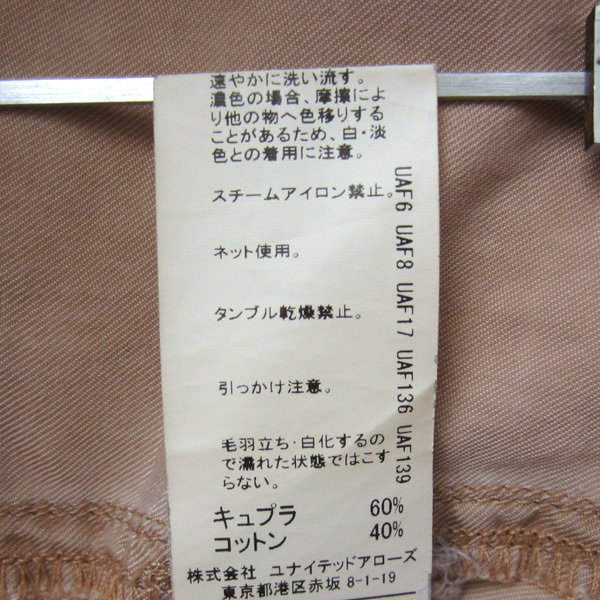 速やかに洗い流す。
濃色の場合、摩擦によ
り他の物へ色移りする
ことがあるため、白・淡
色との着用に注意。
スチームアイロン禁止。
ネット使用。
タンブル乾燥禁止。
引っかけ注意。
毛羽立ち・白化するの
で濡れた状態ではこす
らない。
キュプラ 60%
コットン 40%
株式会社 ユナイテッドアローズ
東京都港区赤坂 8-1-19
UAF6 UAF8 UAF17 UAF136 UAF139